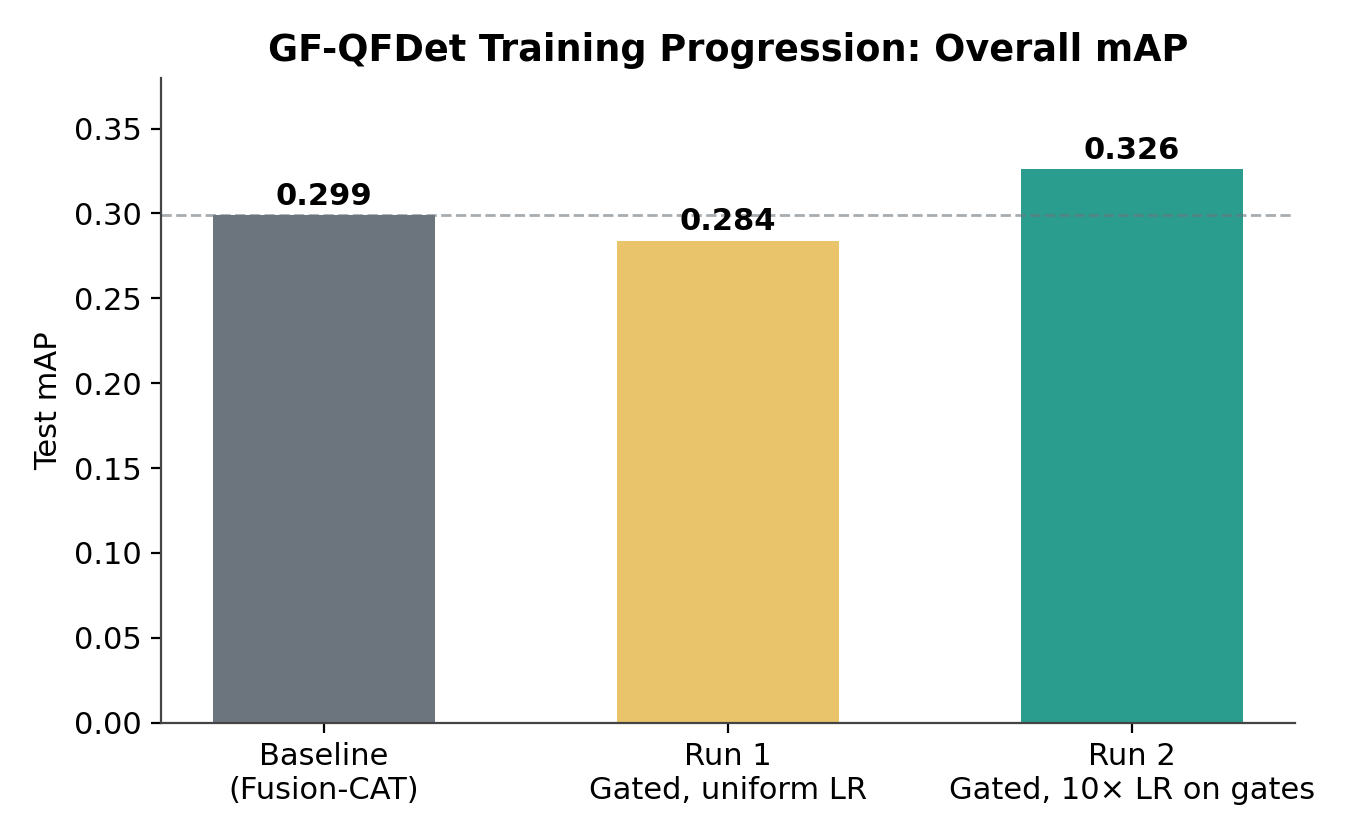 GF-QFDet Training Progression: Overall mAP
Test mAP
0.35
0.30
0.25
0.20
0.15
0.10
0.05
0.00
0.299
0.284
0.326
Baseline
(Fusion-CAT)
Run 1
Gated, uniform LR
Run 2
Gated, 10× LR on gates